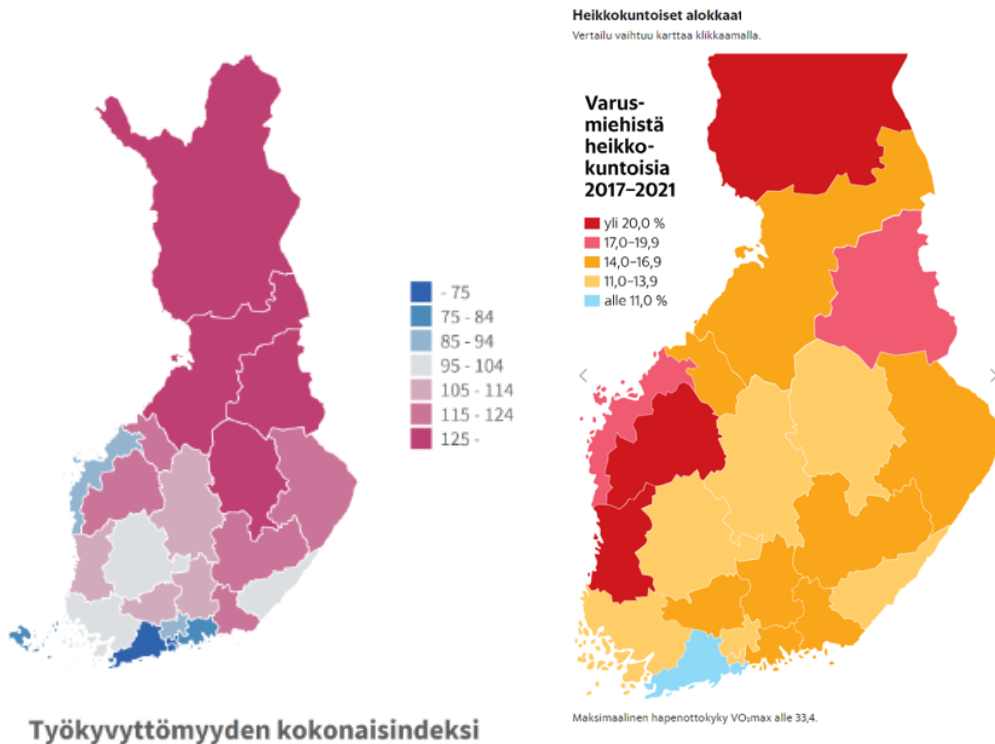 - 75
75 - 84
85 - 94
95 - 104
105 - 114
115 - 124
125 -
Työkyvyttömyyden kokonaisindeksi
Heikkokuntoiset alokkaat
Vertailu vaihtuu karttaa klikkaamalla.
Varus-
miehistä
heikko-
kuntoisia
2017–2021
yli 20,0 %
17,0–19,9
14,0–16,9
11,0–13,9
alle 11,0 %
Maksimaalinen hapenottokyky VO₂max alle 33,4.